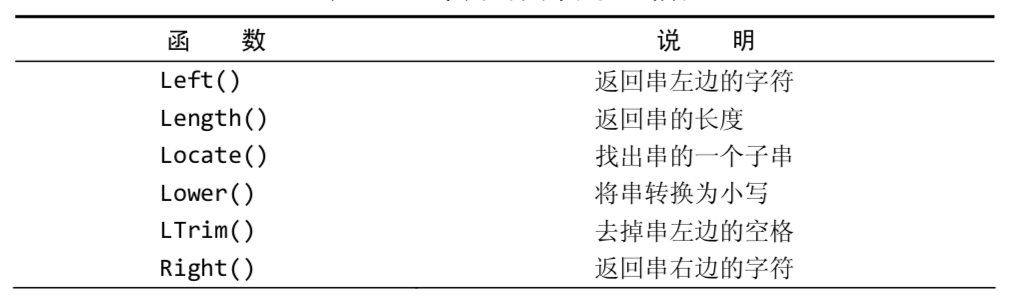 函 数 说 明
Left() 返回串左边的字符
Length() 返回串的长度
Locate() 找出串的一个子串
Lower() 将串转换为小写
LTrim() 去掉串左边的空格
Right() 返回串右边的字符